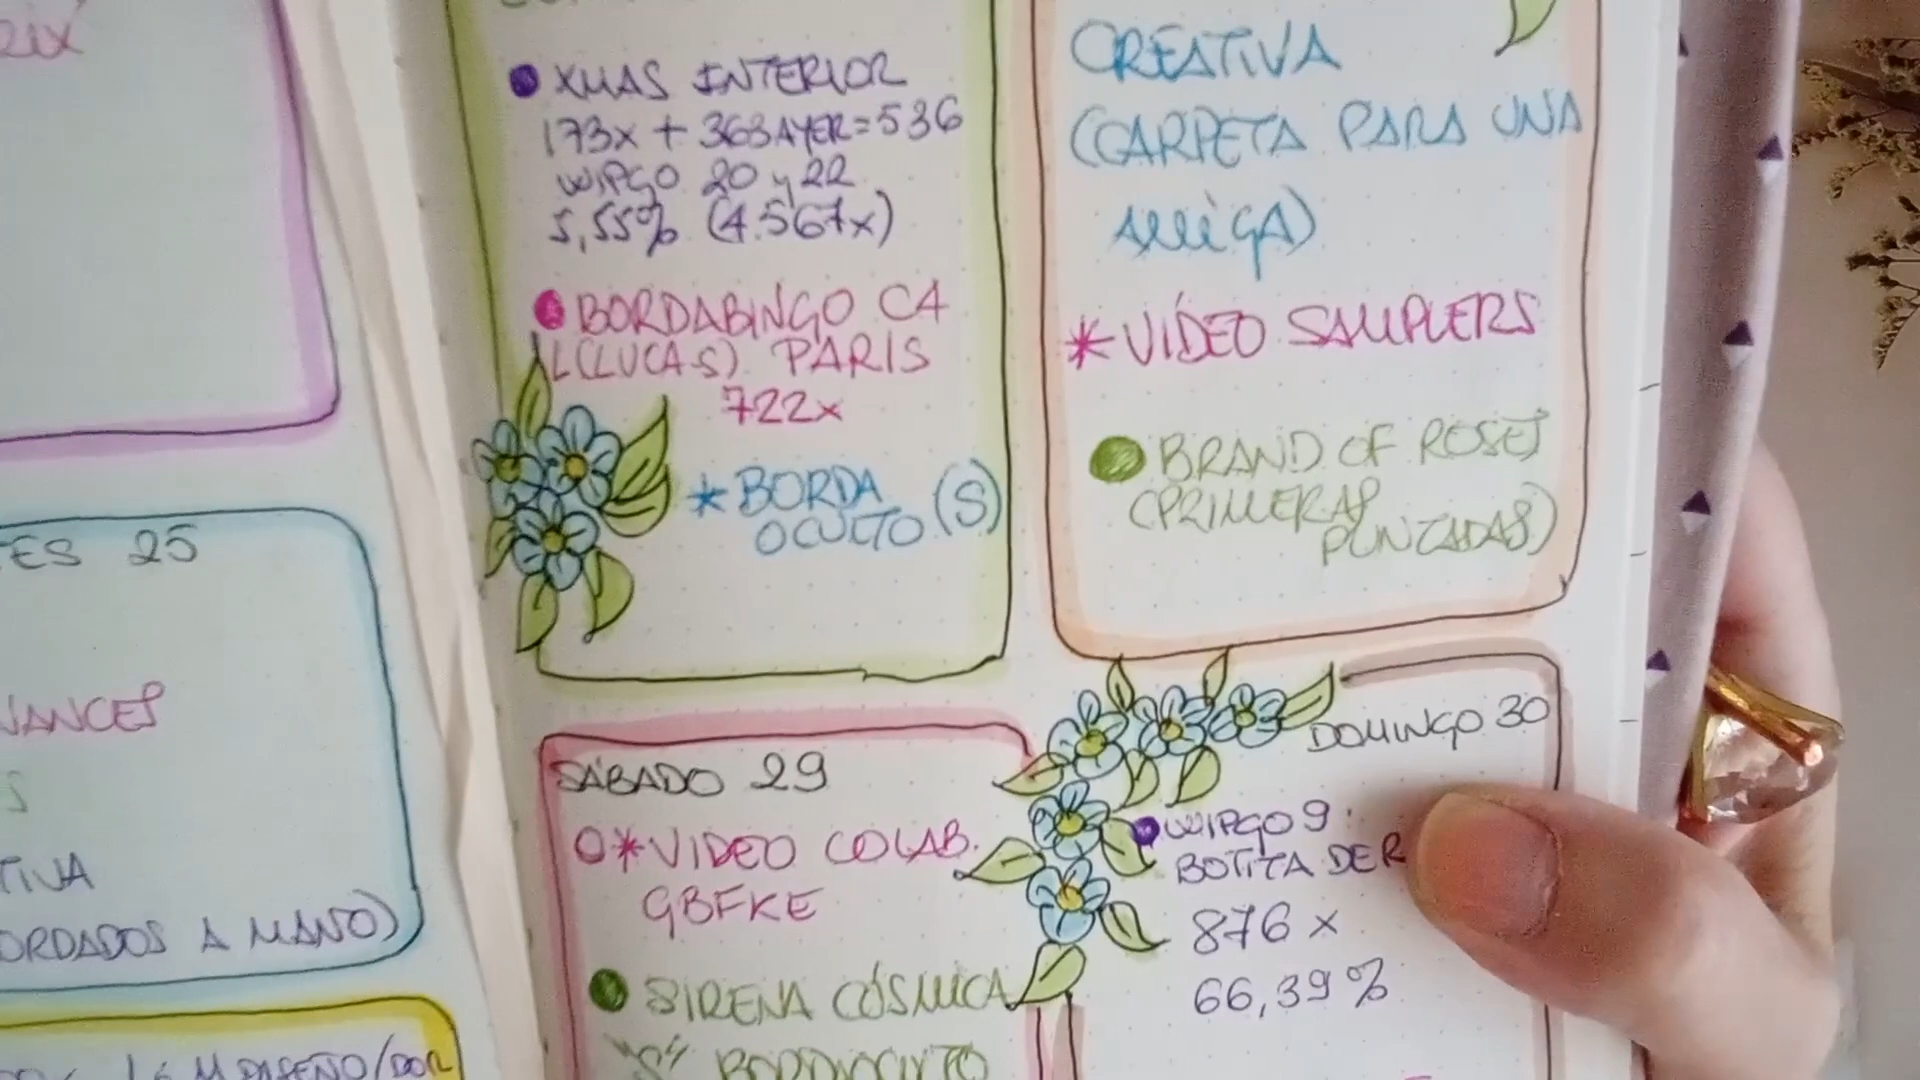 XMAS INTERIOR
173x + 363 AYER = 536
WIPGO 20 y 22
5,55% (4.567x)
BORDABINGO C4
L(LUCAS). PARIS
722x
* BORDA
OCULTO (S)
CREATIVA
(CARPETA PARA UNA
AMIGA)
* VÍDEO SAMPLERS
BRAND OF ROSES
(PRIMERAS
PUNTADAS)
ES 25
NANCES
S
TIVA
ORDADOS A MANO)
SÁBADO 29
O * VIDEO COLAB.
GBFKE
SIRENA CÓSMICA
DOMINGO 30
WIPGO 9:
BOTITA DER
876 x
66,39%